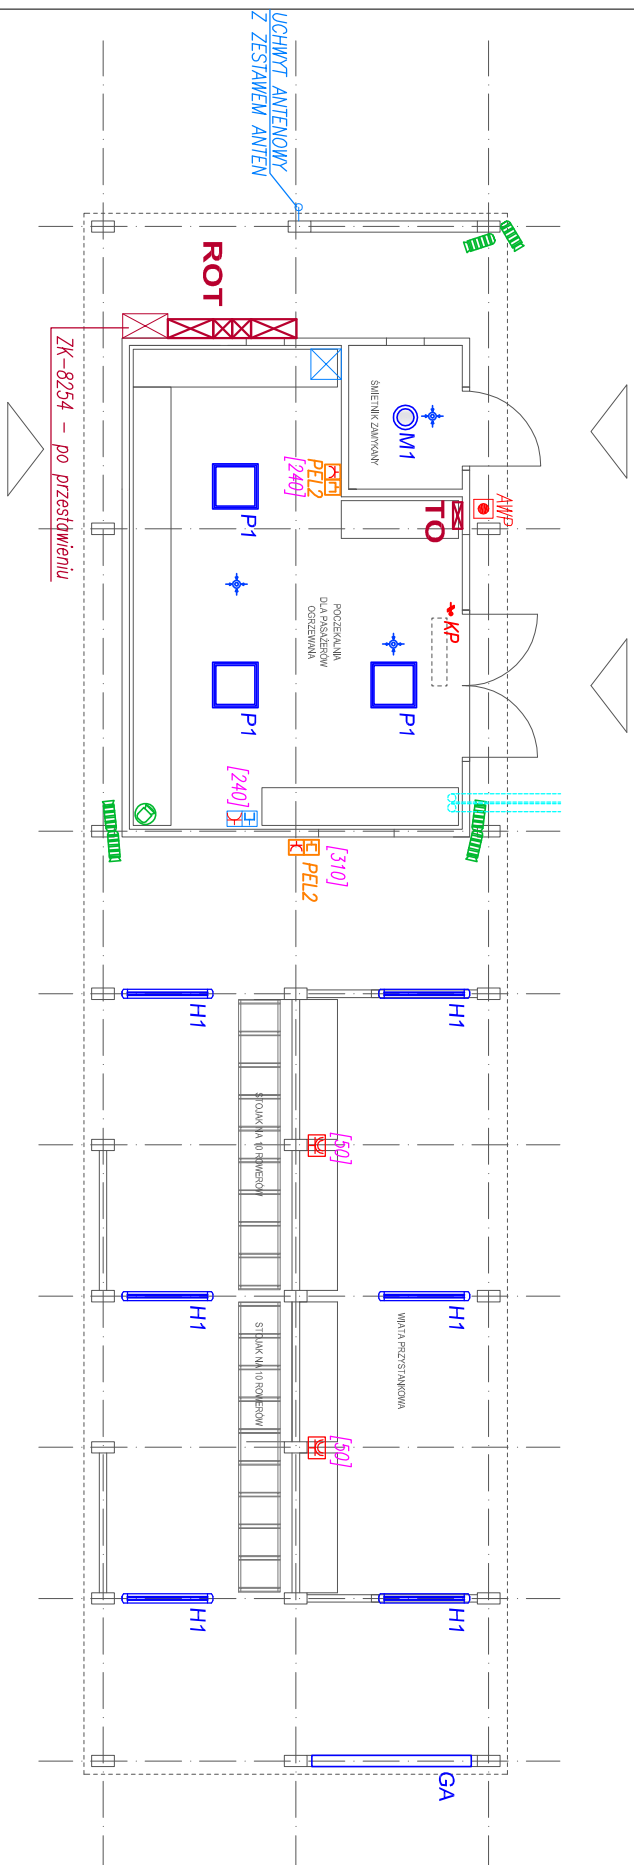 UCHWYT ANTENOWY
Z ZESTAWEM ANTEN
ROT
ZK-8254 - po przestawieniu
ŚMIETNIK ZAMYKANY
M1
AWP
TO
PEL2
[240]
P1
KP
POCZEKALNIA
DLA PASAŻERÓW
OGRZEWANA
P1
P1
[240]
[310]
PEL2
H1
H1
[50]
STOJAK NA 10 ROWERÓW
H1
H1
WIATA PRZYSTANKOWA
STOJAK NA 10 ROWERÓW
[50]
H1
H1
GA